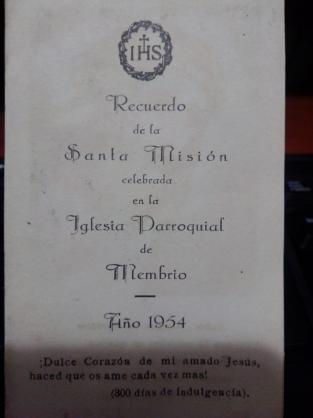 IHS
Recuerdo
de la
Santa Misión
celebrada
en la
Iglesia Parroquial
de
Membrio
Año 1954
¡Dulce Corazón de mi amado Jesús,
haced que os ame cada vez mas!
(300 días de indulgencia).